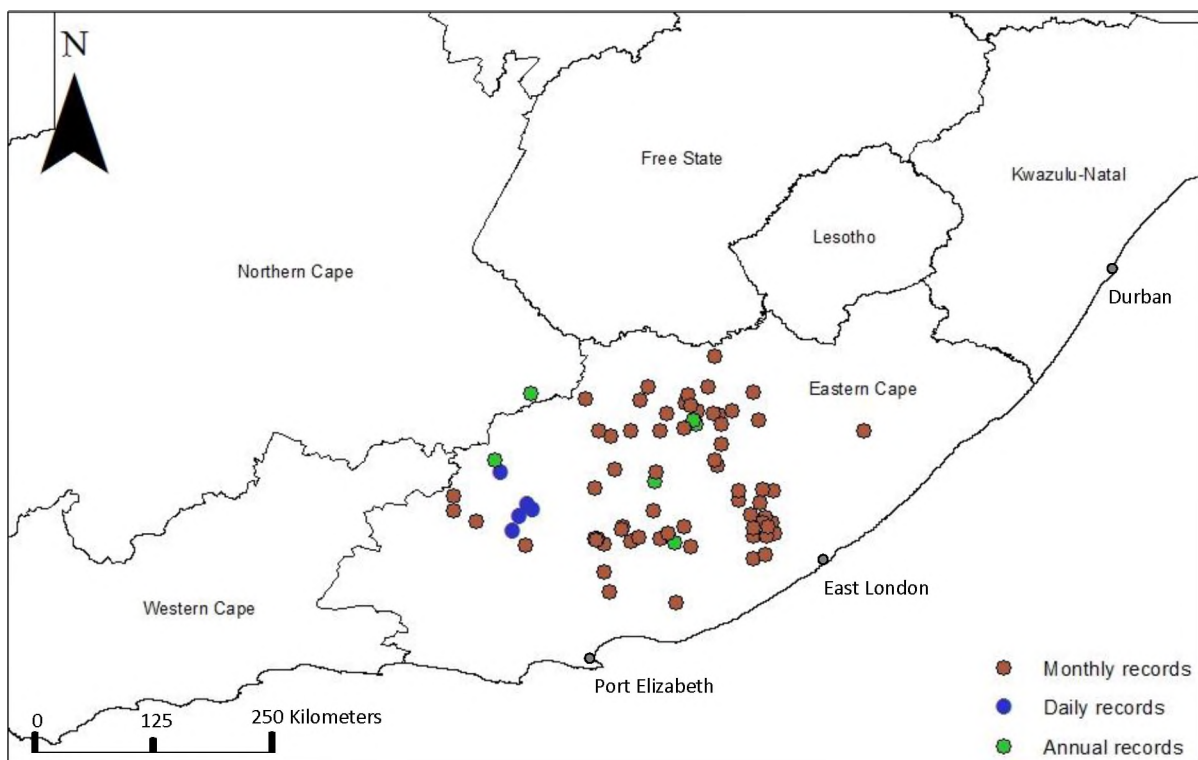 N
Free State
Kwazulu-Natal
Lesotho
Northern Cape
Durban
Eastern Cape
East London
Western Cape
Port Elizabeth
Monthly records
Daily records
Annual records
0 125 250 Kilometers